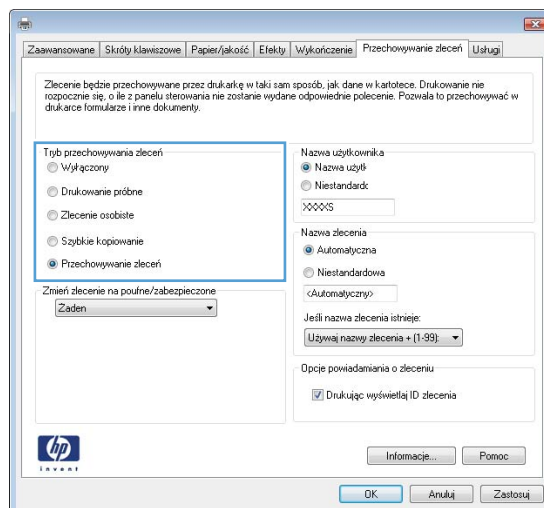 Zaawansowane Skróty klawiszowe Papier/jakość Efekty Wykończenie Przechowywanie zleceń Usługi
Zlecenie będzie przechowywane przez drukarkę w taki sam sposób, jak dane w kartotece. Drukowanie nie
rozpocznie się, o ile z panelu sterowania nie zostanie wydane odpowiednie polecenie. Pozwala to przechowywać w
drukarce formularze i inne dokumenty.
Tryb przechowywania zleceń
Wyłączony
Drukowanie próbne
Zlecenie osobiste
Szybkie kopiowanie
Przechowywanie zleceń
Zmień zlecenie na poufne/zabezpieczone
Żaden
Nazwa użytkownika
Nazwa użytk
Niestandardc
XXXXS
Nazwa zlecenia
Automatyczna
Niestandardowa
<Automatyczny>
Jeśli nazwa zlecenia istnieje:
Używaj nazwy zlecenia + (1-99):
Opcje powiadamiania o zleceniu
Drukując wyświetlaj ID zlecenia
hp
invent
Informacje... Pomoc
OK Anuluj Zastosuj